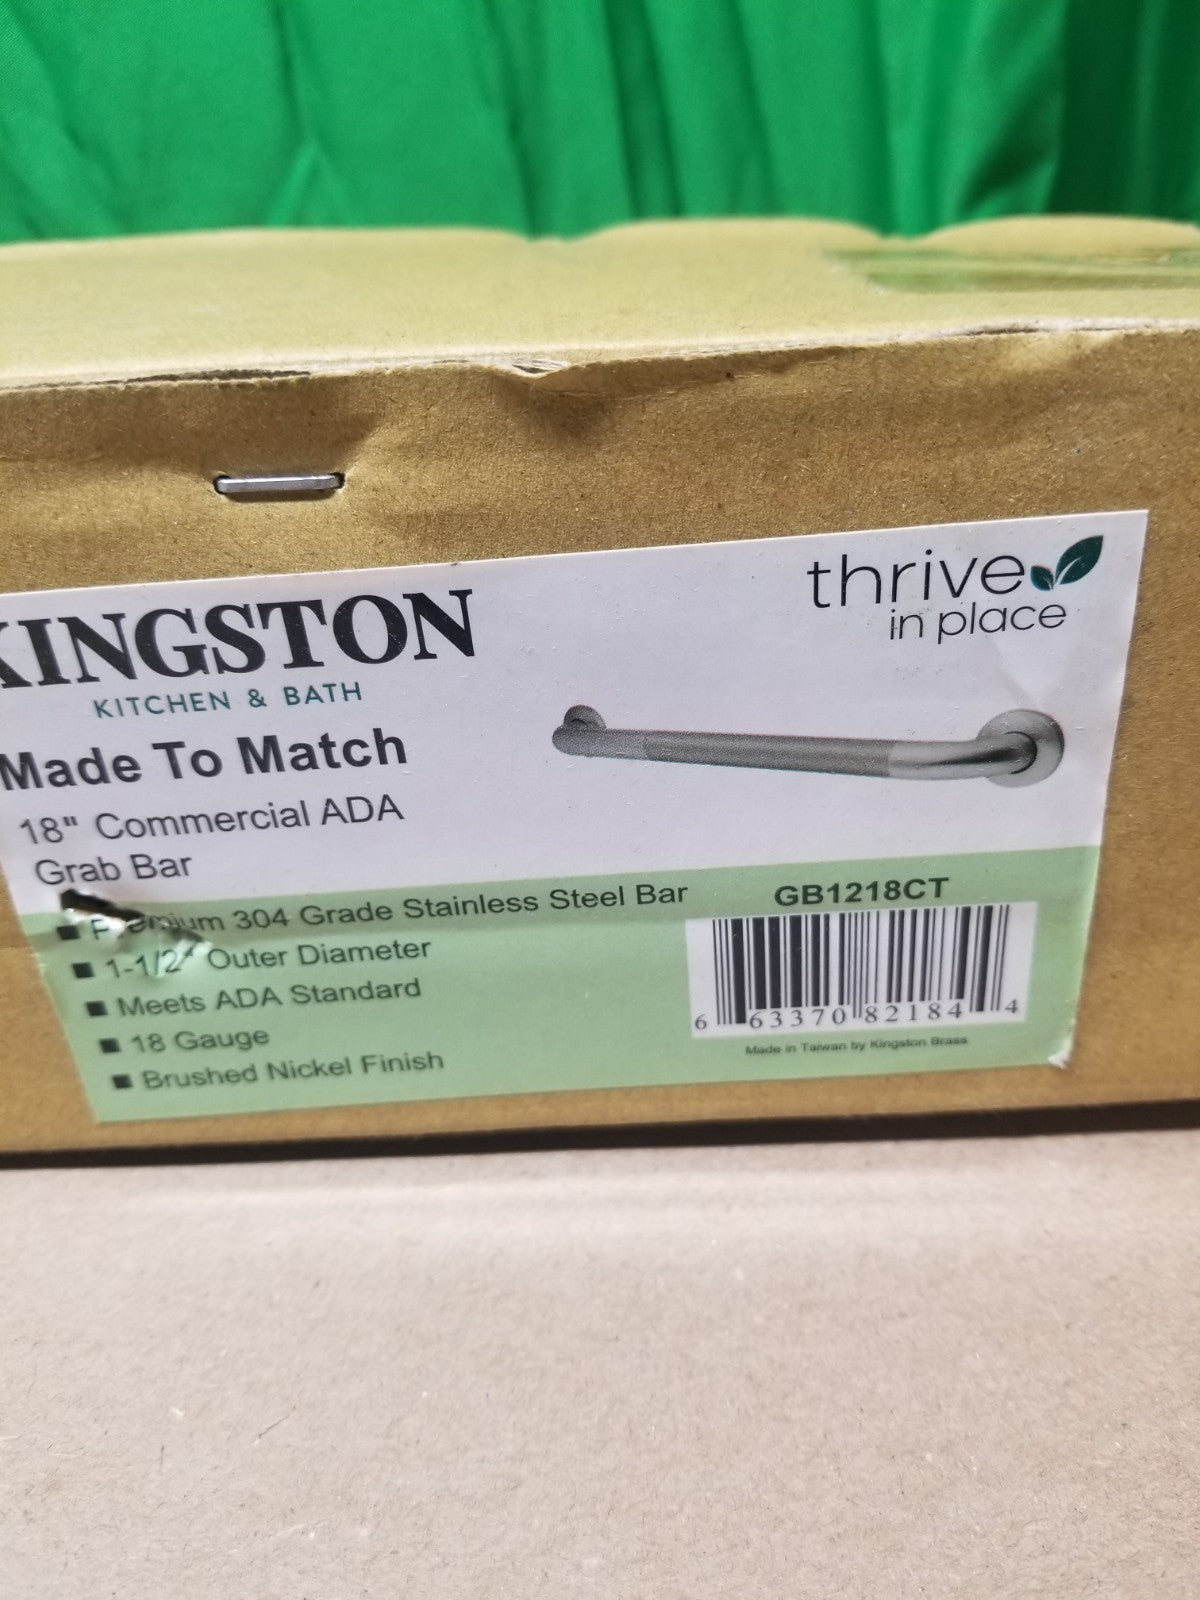 KINGSTON
KITCHEN & BATH
thrive
in place
Made To Match
18" Commercial ADA
Grab Bar
■ Premium 304 Grade Stainless Steel Bar
■ 1-1/2" Outer Diameter
■ Meets ADA Standard
■ 18 Gauge
■ Brushed Nickel Finish
GB1218CT
6 63370 82184 4
Made in Taiwan by Kingston Brass